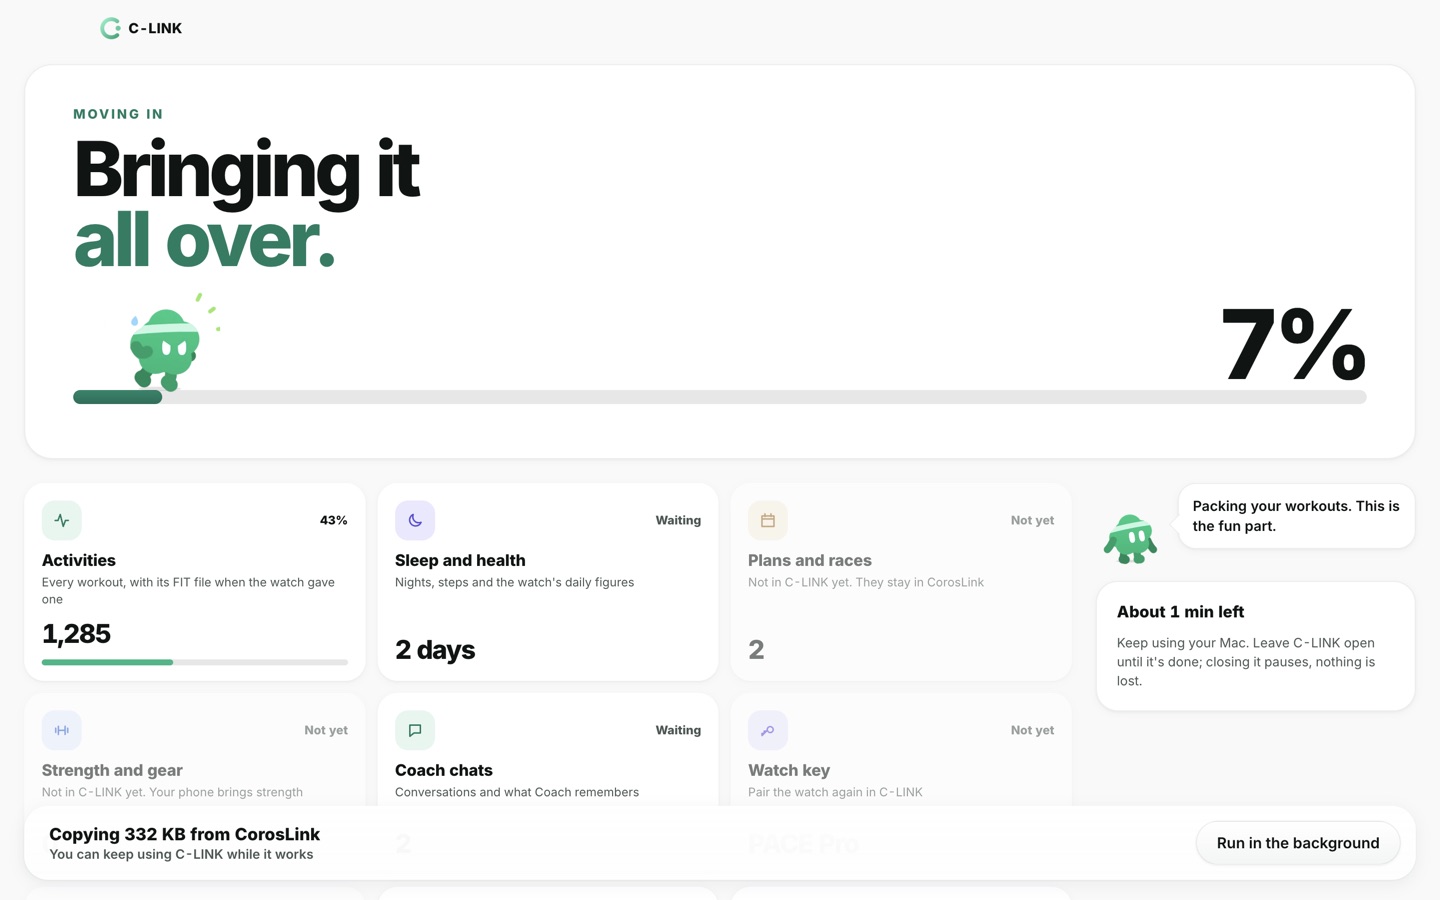 C-LINK
MOVING IN
Bringing it
all over.
7%
43%
Activities
Every workout, with its FIT file when the watch gave
one
1,285
Waiting
Sleep and health
Nights, steps and the watch's daily figures
2 days
Not yet
Plans and races
Not in C-LINK yet. They stay in CorosLink
2
Packing your workouts. This is
the fun part.
About 1 min left
Keep using your Mac. Leave C-LINK open
until it's done; closing it pauses, nothing is
lost.
Not yet
Strength and gear
Not in C-LINK yet. Your phone brings strength
Waiting
Coach chats
Conversations and what Coach remembers
2
Not yet
Watch key
Pair the watch again in C-LINK
PACE Pro
Copying 332 KB from CorosLink
You can keep using C-LINK while it works
Run in the background